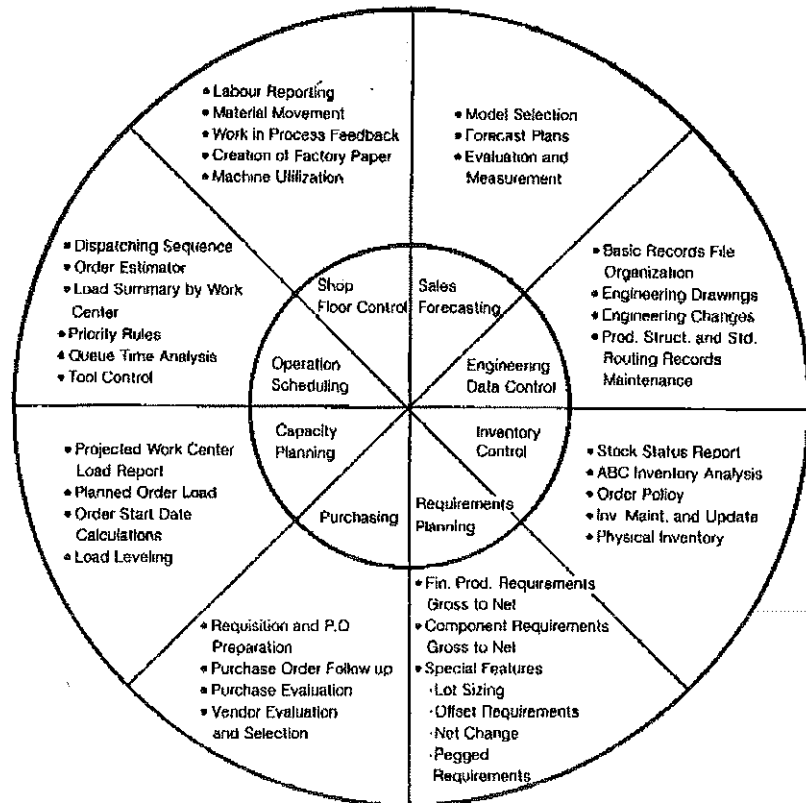 • Labour Reporting
• Material Movement
• Work in Process Feedback
• Creation of Factory Paper
• Machine Utilization
• Model Selection
• Forecast Plans
• Evaluation and
Measurement
• Dispatching Sequence
• Order Estimator
• Load Summary by Work
Center
• Priority Rules
• Queue Time Analysis
• Tool Control
• Basic Records File
Organization
• Engineering Drawings
• Engineering Changes
• Prod. Struct. and Std.
Routing Records
Maintenance
Shop
Floor Control
Sales
Forecasting
Operation
Scheduling
Engineering
Data Control
Capacity
Planning
Inventory
Control
Purchasing
Requirements
Planning
• Projected Work Center
Load Report
• Planned Order Load
• Order Start Date
Calculations
• Load Leveling
• Stock Status Report
• ABC Inventory Analysis
• Order Policy
• Inv. Maint. and Update
• Physical Inventory
• Requisition and P.O
Preparation
• Purchase Order Follow up
• Purchase Evaluation
• Vendor Evaluation
and Selection
• Fin. Prod. Requirements
Gross to Net
• Component Requirements
Gross to Net
• Special Features
·Lot Sizing
·Offset Requirements
·Net Change
·Pegged
Requirements